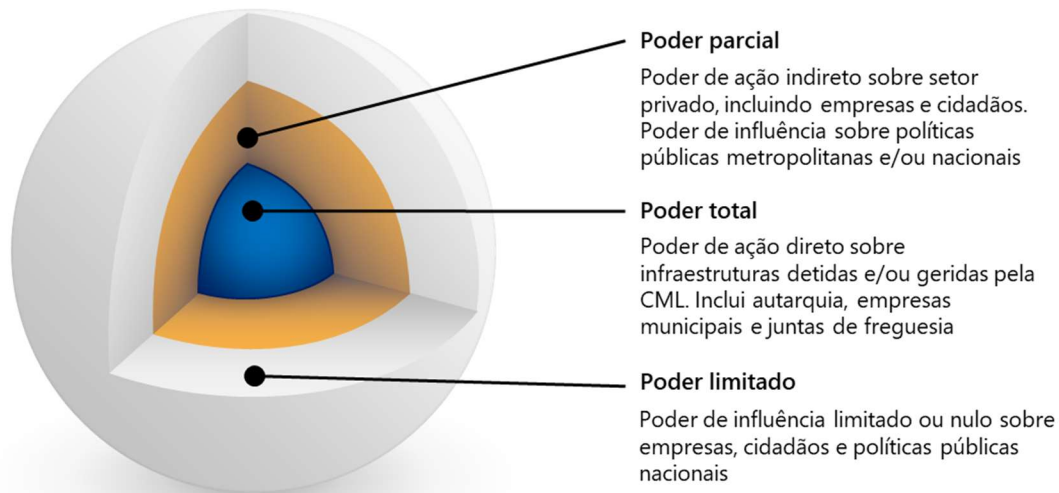 Poder parcial
Poder de ação indireto sobre setor
privado, incluindo empresas e cidadãos.
Poder de influência sobre políticas
públicas metropolitanas e/ou nacionais
Poder total
Poder de ação direto sobre
infraestruturas detidas e/ou geridas pela
CML. Inclui autarquia, empresas
municipais e juntas de freguesia
Poder limitado
Poder de influência limitado ou nulo sobre
empresas, cidadãos e políticas públicas
nacionais